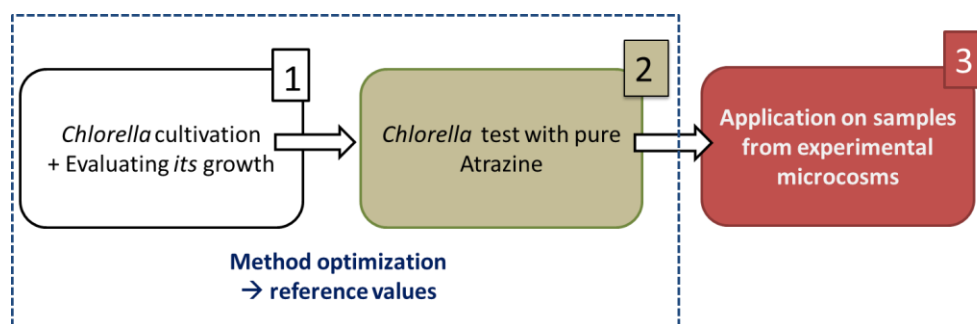 1
Chlorella cultivation
+ Evaluating its growth
2
Chlorella test with pure
Atrazine
3
Application on samples
from experimental
microcosms
Method optimization
→ reference values